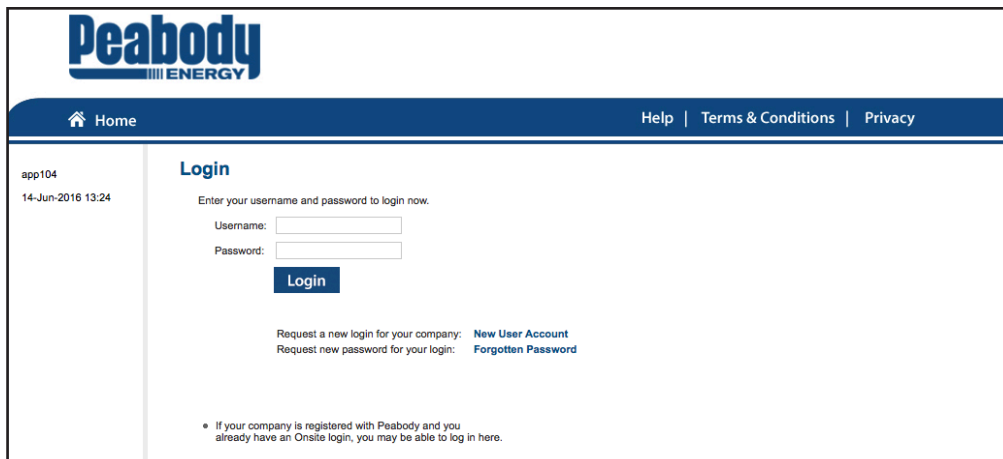 Peabody
ENERGY
Home
Help | Terms & Conditions | Privacy
app104
14-Jun-2016 13:24
Login
Enter your username and password to login now.
Username:
Password:
Login
Request a new login for your company: New User Account
Request new password for your login: Forgotten Password
• If your company is registered with Peabody and you
already have an Onsite login, you may be able to log in here.